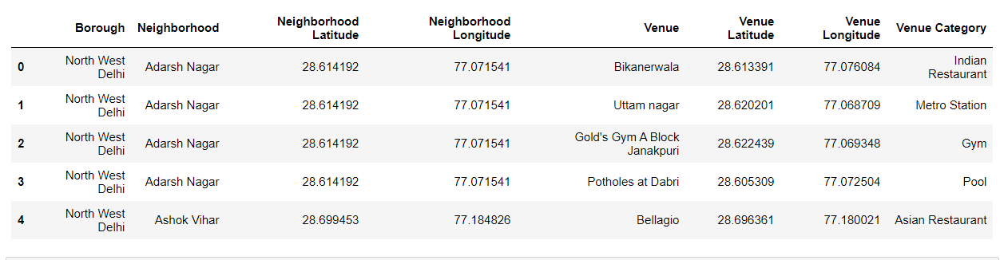 Borough Neighborhood Neighborhood Latitude Neighborhood Longitude Venue Venue Latitude Venue Longitude Venue Category
0 North West Delhi Adarsh Nagar 28.614192 77.071541 Bikanerwala 28.613391 77.076084 Indian Restaurant
1 North West Delhi Adarsh Nagar 28.614192 77.071541 Uttam nagar 28.620201 77.068709 Metro Station
2 North West Delhi Adarsh Nagar 28.614192 77.071541 Gold's Gym A Block Janakpuri 28.622439 77.069348 Gym
3 North West Delhi Adarsh Nagar 28.614192 77.071541 Potholes at Dabri 28.605309 77.072504 Pool
4 North West Delhi Ashok Vihar 28.699453 77.184826 Bellagio 28.696361 77.180021 Asian Restaurant